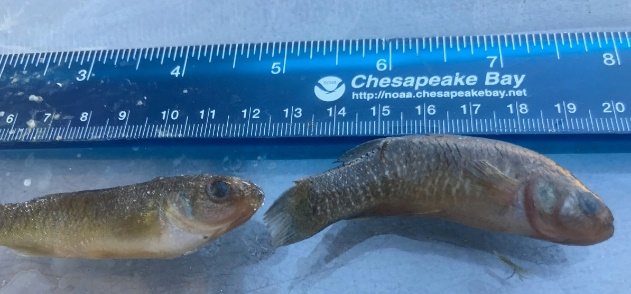 3 4 5 6 7 8
Chesapeake Bay
http://noaa.chesapeakebay.net
6 7 8 9 10 11 12 13 14 15 16 17 18 19 20